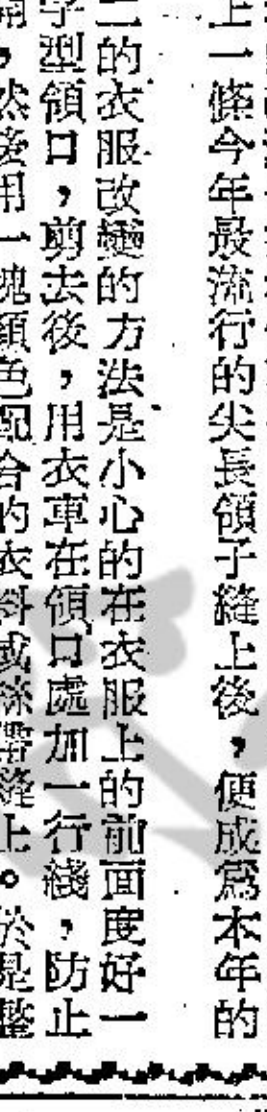 上一條今年最流行的尖長領子縫上後，便成爲本年的
二的衣服改變的方法是小心的在衣服上的前面度好一
字型領口，剪去後，用衣車在領口處加一行綫，防止
，然後用一塊顏色配合的衣料或絲帶縫上。於是整